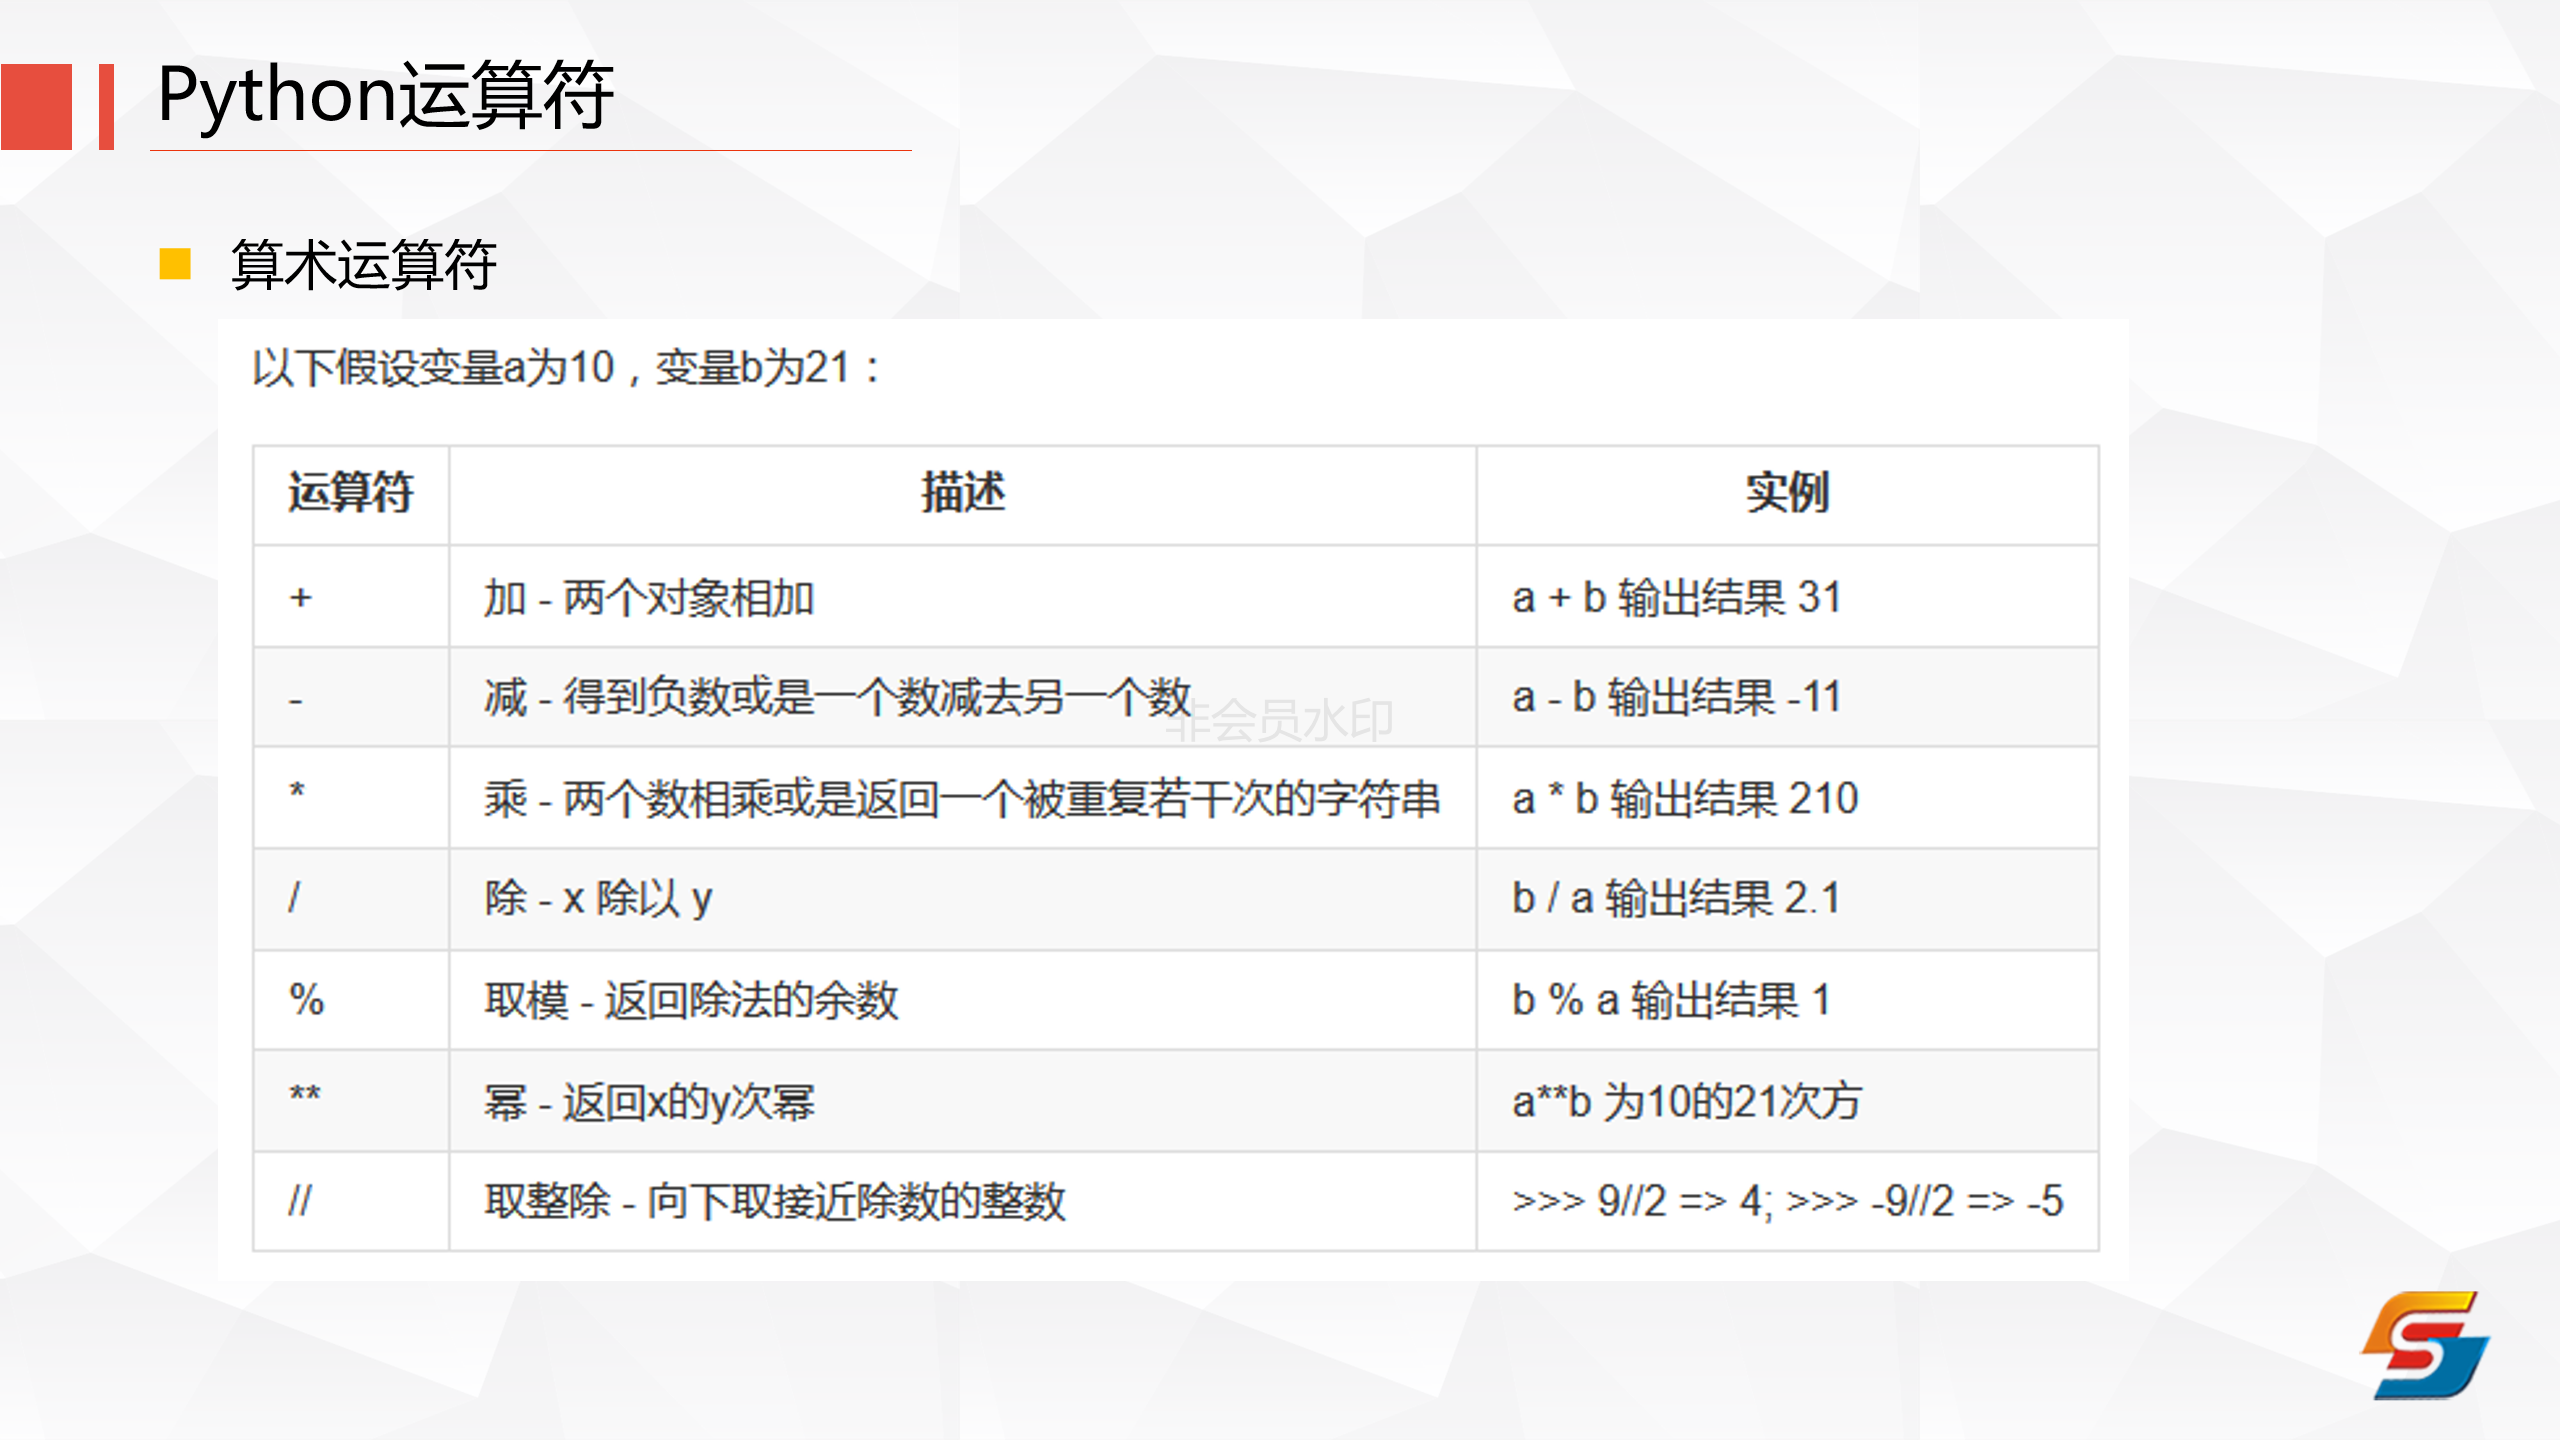 Python运算符
算术运算符
以下假设变量a为10，变量b为21：
运算符 描述 实例
+ 加 - 两个对象相加 a + b 输出结果 31
- 减 - 得到负数或是一个数减去另一个数 a - b 输出结果 -11
非会员水印
* 乘 - 两个数相乘或是返回一个被重复若干次的字符串 a * b 输出结果 210
/ 除 - x 除以 y b / a 输出结果 2.1
% 取模 - 返回除法的余数 b % a 输出结果 1
** 幂 - 返回x的y次幂 a**b 为10的21次方
// 取整除 - 向下取接近除数的整数 >>> 9//2 => 4; >>> -9//2 => -5